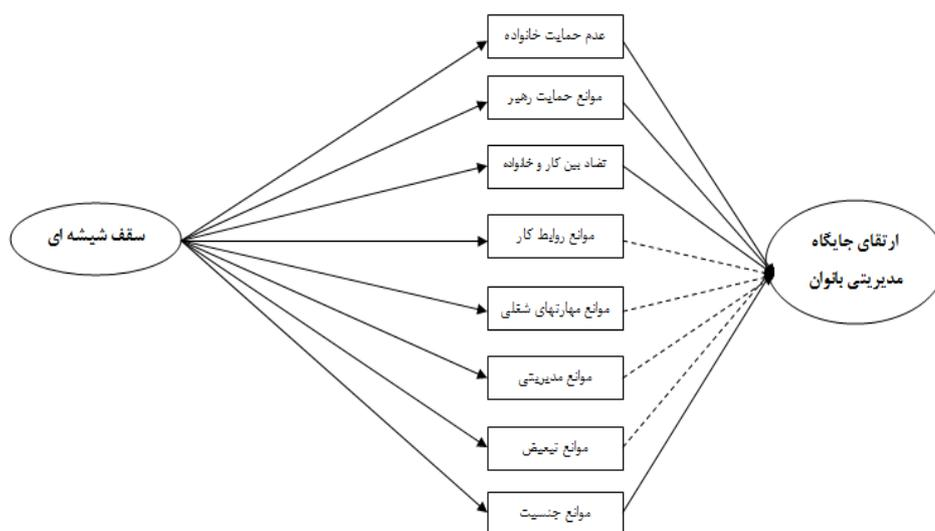 عدم حمایت خانواده
موانع حمایت رهبر
تضاد بین کار و خانواده
موانع روابط کار
موانع مهارتهای شغلی
موانع مدیریتی
موانع تبعیض
موانع جنسیت
سقف شیشه ای
ارتقای جایگاه
مدیریتی بانوان